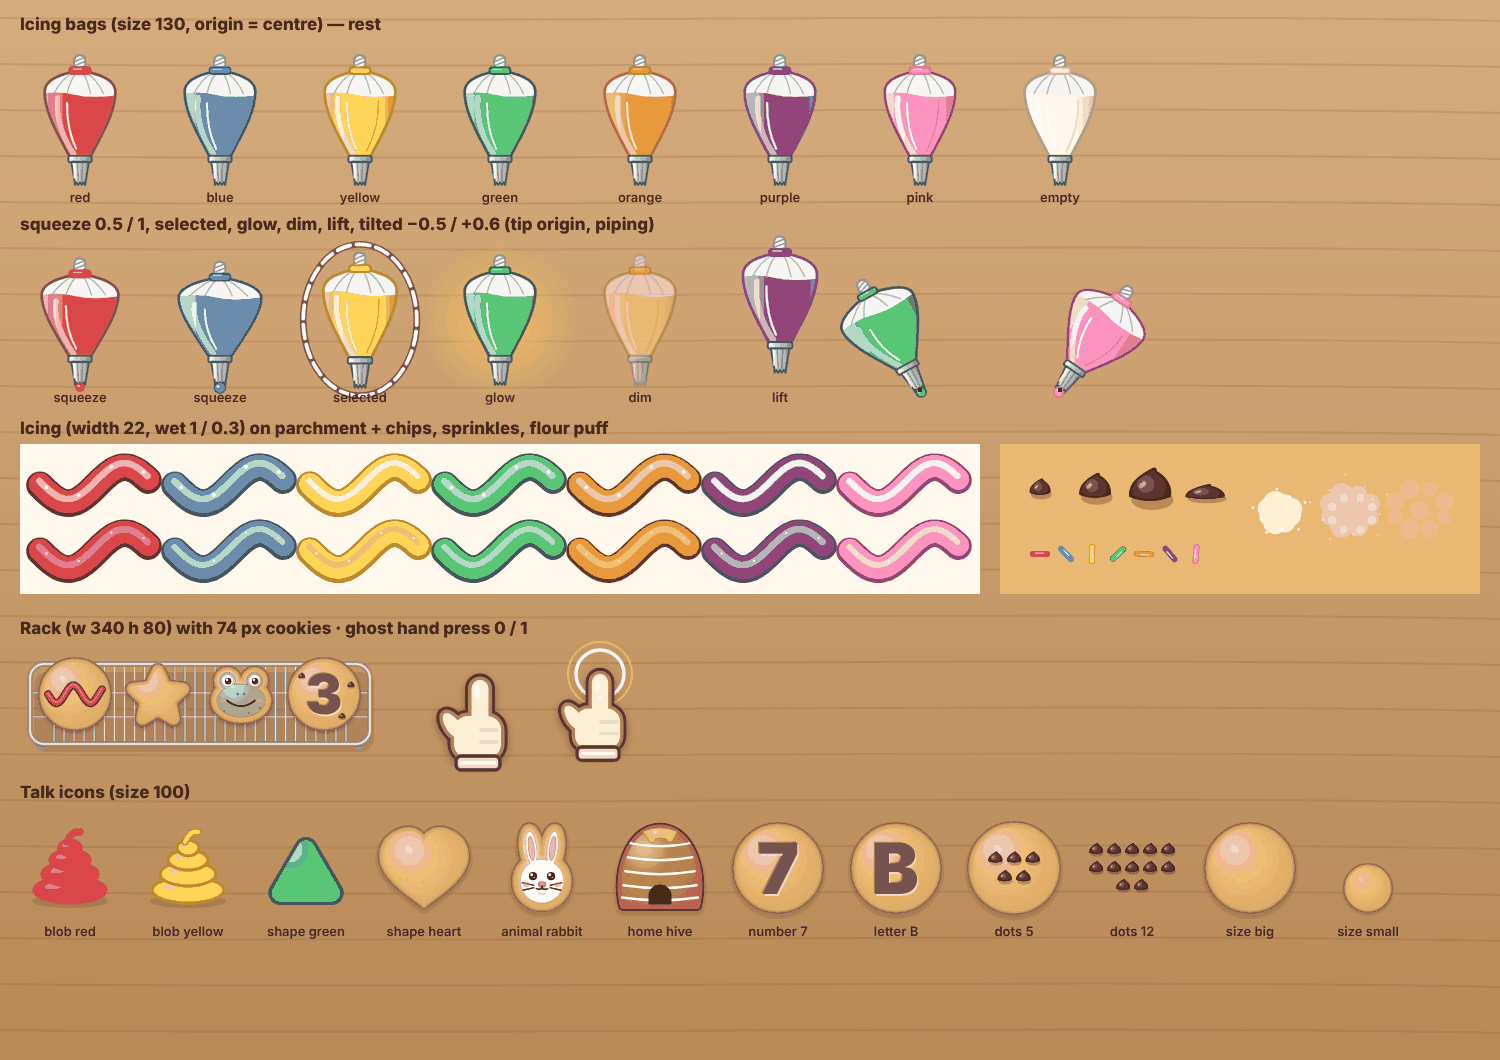 Icing bags (size 130, origin = centre) — rest
red blue yellow green orange purple pink empty
squeeze 0.5 / 1, selected, glow, dim, lift, tilted −0.5 / +0.6 (tip origin, piping)
squeeze squeeze selected glow dim lift
Icing (width 22, wet 1 / 0.3) on parchment + chips, sprinkles, flour puff
Rack (w 340 h 80) with 74 px cookies · ghost hand press 0 / 1
3
Talk icons (size 100)
7 B
blob red blob yellow shape green shape heart animal rabbit home hive number 7 letter B dots 5 dots 12 size big size small